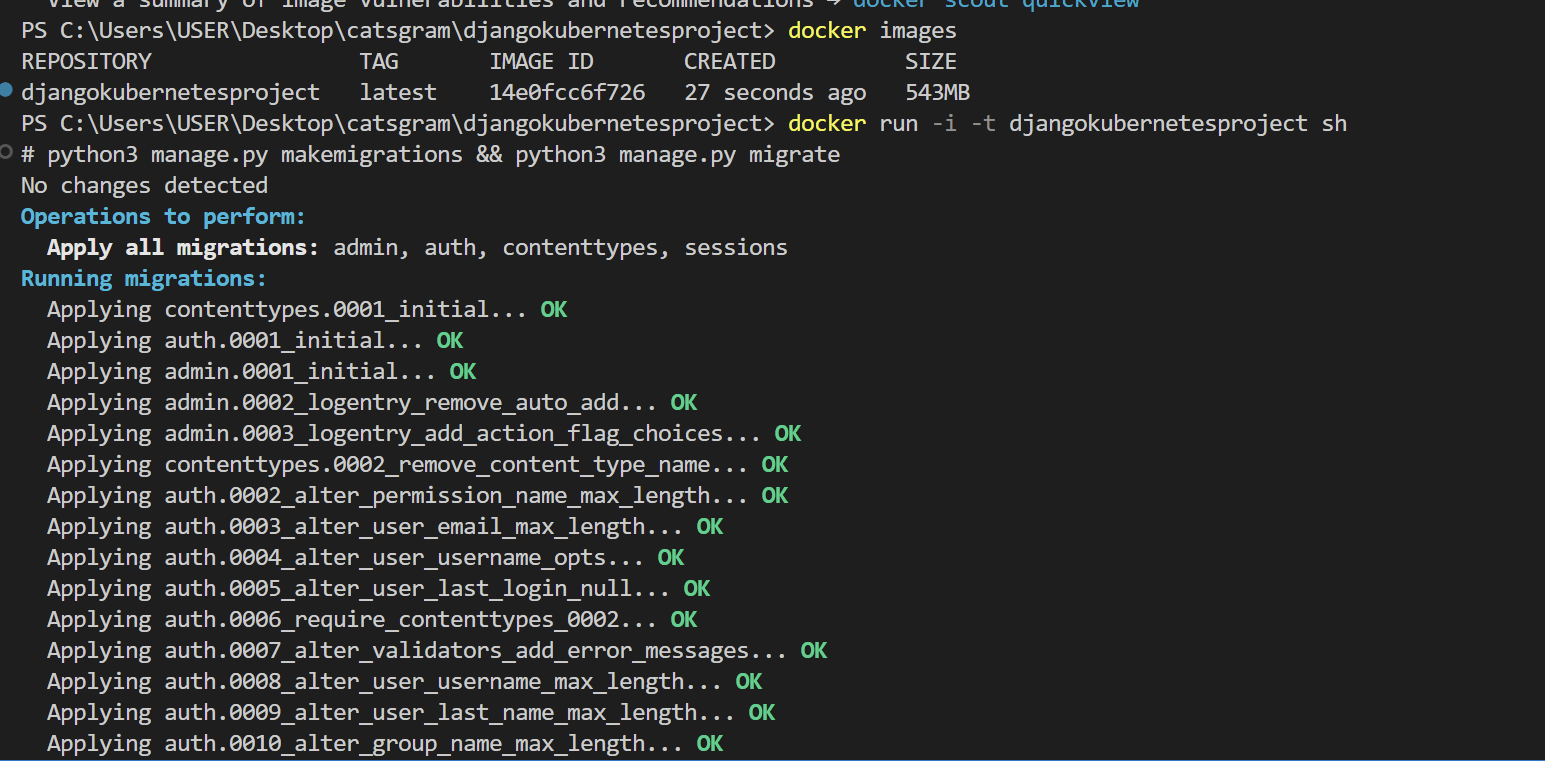 View a summary of image vulnerabilities and recommendations → docker scout quickview
PS C:\Users\USER\Desktop\catsgram\djangokubernetesproject> docker images
REPOSITORY TAG IMAGE ID CREATED SIZE
djangokubernetesproject latest 14e0fcc6f726 27 seconds ago 543MB
PS C:\Users\USER\Desktop\catsgram\djangokubernetesproject> docker run -i -t djangokubernetesproject sh
# python3 manage.py makemigrations && python3 manage.py migrate
No changes detected
Operations to perform:
Apply all migrations: admin, auth, contenttypes, sessions
Running migrations:
Applying contenttypes.0001_initial... OK
Applying auth.0001_initial... OK
Applying admin.0001_initial... OK
Applying admin.0002_logentry_remove_auto_add... OK
Applying admin.0003_logentry_add_action_flag_choices... OK
Applying contenttypes.0002_remove_content_type_name... OK
Applying auth.0002_alter_permission_name_max_length... OK
Applying auth.0003_alter_user_email_max_length... OK
Applying auth.0004_alter_user_username_opts... OK
Applying auth.0005_alter_user_last_login_null... OK
Applying auth.0006_require_contenttypes_0002... OK
Applying auth.0007_alter_validators_add_error_messages... OK
Applying auth.0008_alter_user_username_max_length... OK
Applying auth.0009_alter_user_last_name_max_length... OK
Applying auth.0010_alter_group_name_max_length... OK